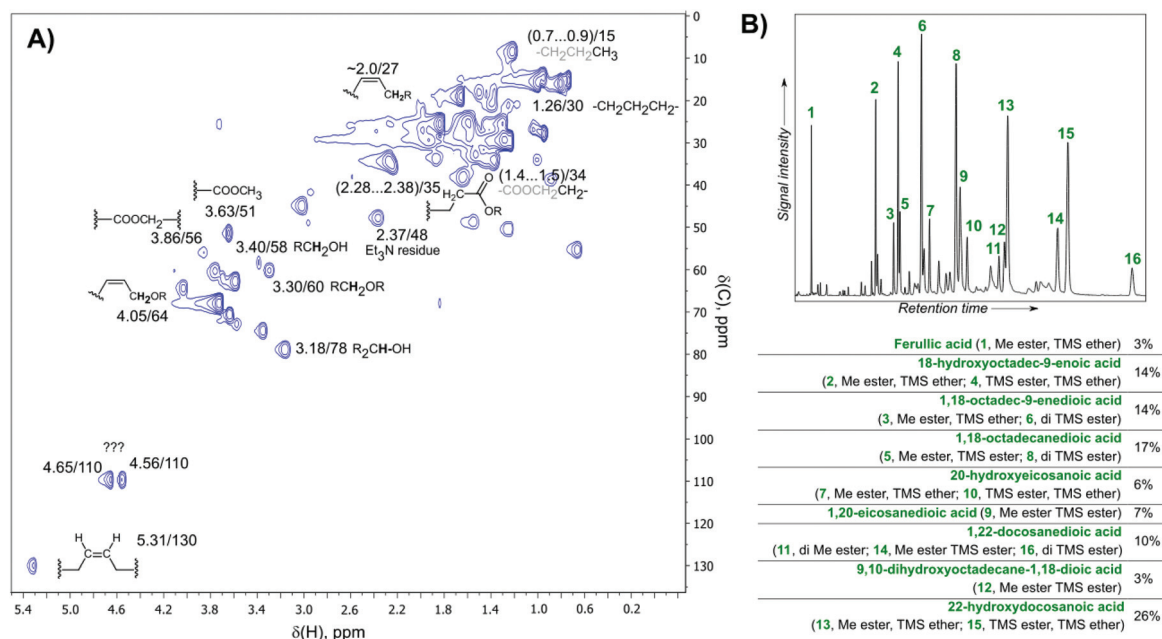 A)
(0.7...0.9)/15
-CH₂CH₂CH₃
~2.0/27
CH₂R
1.26/30 -CH₂CH₂CH₂-
(2.28...2.38)/35
H₂C
O
O
R
(1.4...1.5)/34
-COOCH₂CH₂-
COOCH₃
3.63/51
COOCH₂
3.86/56
3.40/58 RCH₂OH
2.37/48
Et₃N residue
CH₂OR
4.05/64
3.30/60 RCH₂OR
3.18/78 R₂CH-OH
???
4.65/110
4.56/110
H H
5.31/130
0
10
20
30
40
50
60
70
80
90
100
110
120
130
δ(C), ppm
5.4 5.0 4.6 4.2 3.8 3.4 3.0 2.6 2.2 1.8 1.4 1.0 0.6 0.2
δ(H), ppm
B)
Signal intensity
1
2
3
4
5
6
7
8
9
10
11
12
13
14
15
16
Retention time
Ferullic acid (1, Me ester, TMS ether) 3%
18-hydroxyoctadec-9-enoic acid
(2, Me ester, TMS ether; 4, TMS ester, TMS ether) 14%
1,18-octadec-9-enedioic acid
(3, Me ester, TMS ether; 6, di TMS ester) 14%
1,18-octadecanedioic acid
(5, Me ester, TMS ester; 8, di TMS ester) 17%
20-hydroxyeicosanoic acid
(7, Me ester, TMS ether; 10, TMS ester, TMS ether) 6%
1,20-eicosanedioic acid (9, Me ester TMS ester) 7%
1,22-docosanedioic acid
(11, di Me ester; 14, Me ester TMS ester; 16, di TMS ester) 10%
9,10-dihydroxyoctadecane-1,18-dioic acid
(12, Me ester TMS ester) 3%
22-hydroxydocosanoic acid
(13, Me ester, TMS ether; 15, TMS ester, TMS ether) 26%